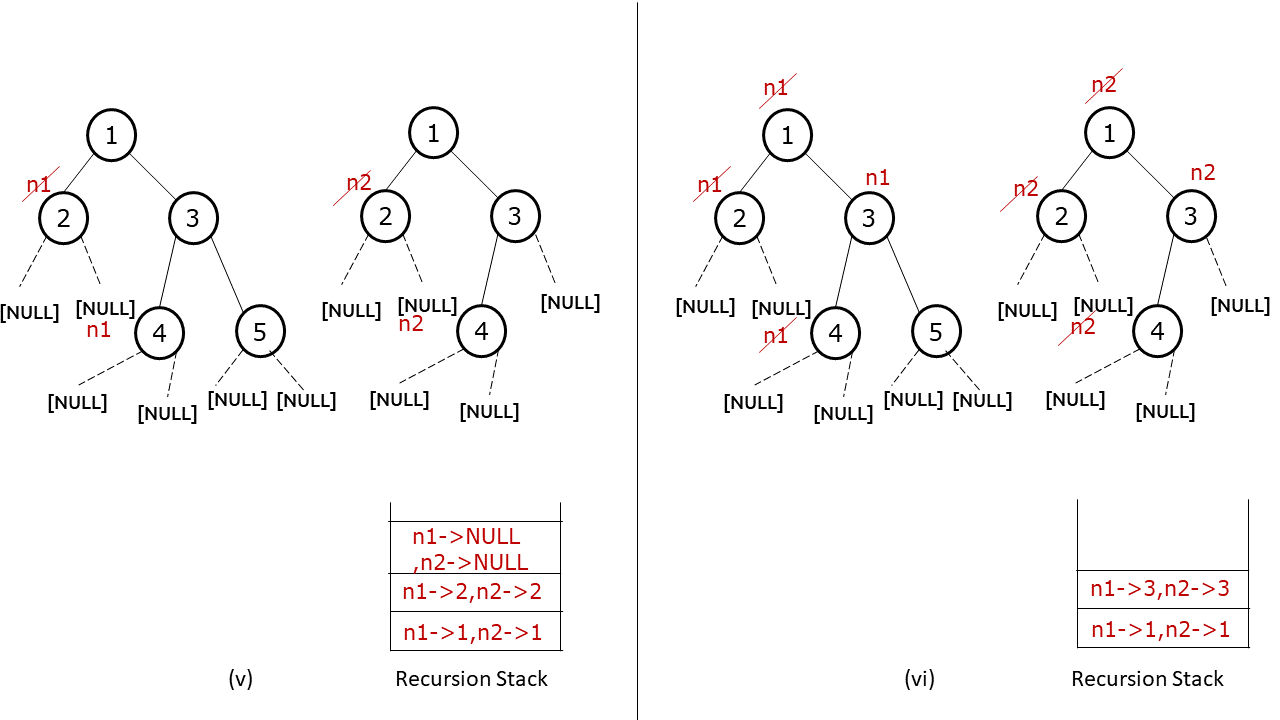 n1
1
2
3
[NULL]
[NULL]
n1
4
5
[NULL]
[NULL]
[NULL]
[NULL]
1
n2
2
3
[NULL]
[NULL]
[NULL]
n2
4
[NULL]
[NULL]
n1->NULL
,n2->NULL
n1->2,n2->2
n1->1,n2->1
(v)
Recursion Stack
n1
1
n1
n1
2
3
[NULL]
[NULL]
n1
4
5
[NULL]
[NULL]
[NULL]
[NULL]
n2
1
n2
n2
2
3
[NULL]
[NULL]
[NULL]
n2
4
[NULL]
[NULL]
n1->3,n2->3
n1->1,n2->1
(vi)
Recursion Stack